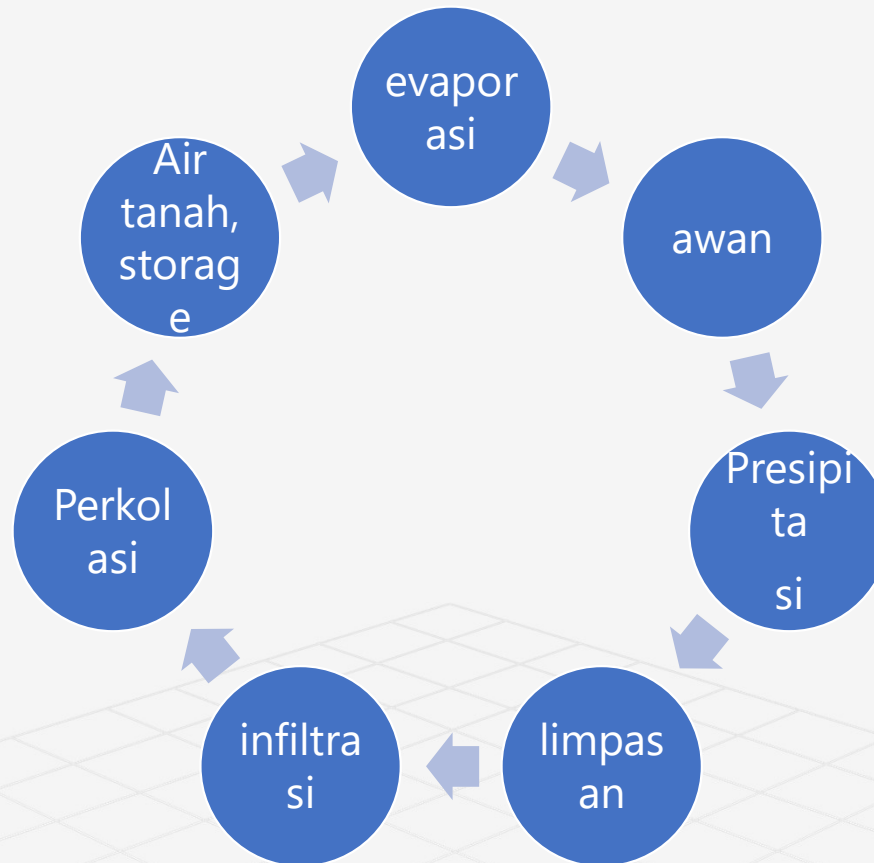 evapor
asi
awan
Presipi
ta
si
limpas
an
infiltra
si
Perkol
asi
Air
tanah,
storag
e